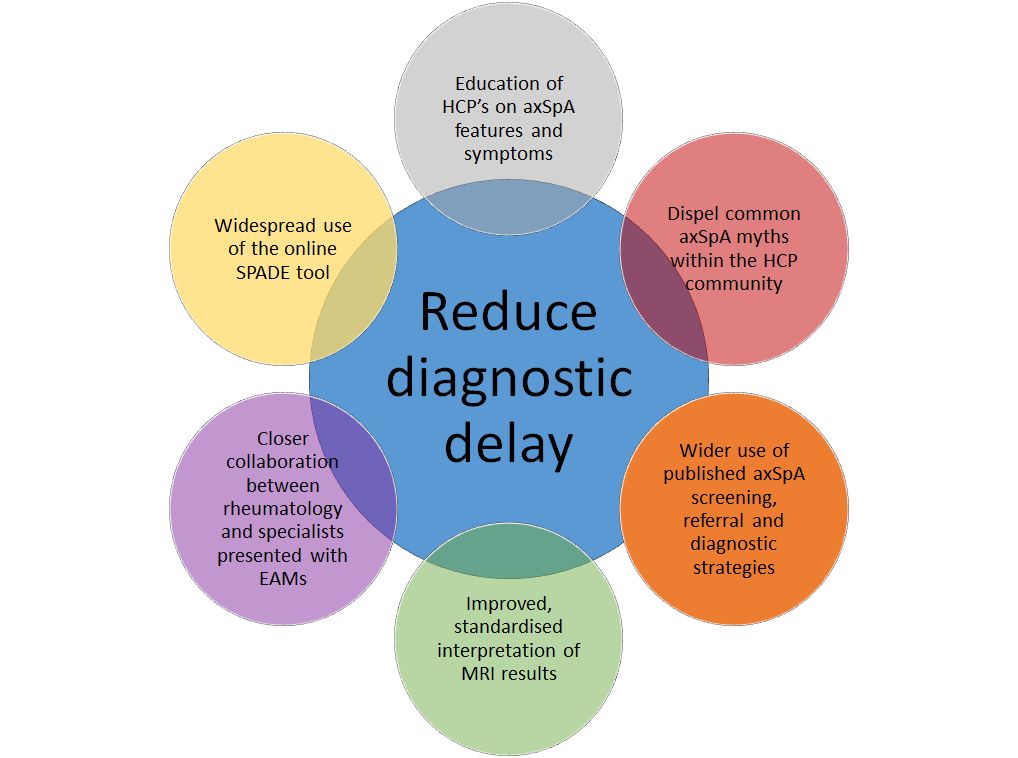 Education of
HCP’s on axSpA
features and
symptoms
Dispel common
axSpA myths
within the HCP
community
Wider use of
published axSpA
screening,
referral and
diagnostic
strategies
Improved,
standardised
interpretation of
MRI results
Closer
collaboration
between
rheumatology
and specialists
presented with
EAMs
Widespread use
of the online
SPADE tool
Reduce
diagnostic
delay